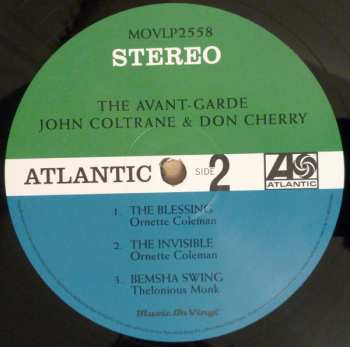 MOVLP2558
STEREO
THE AVANT-GARDE
JOHN COLTRANE & DON CHERRY
ATLANTIC SIDE 2 ATLANTIC
1. THE BLESSING
Ornette Coleman
2. THE INVISIBLE
Ornette Coleman
3. BEMSHA SWING
Thelonious Monk
Music On Vinyl